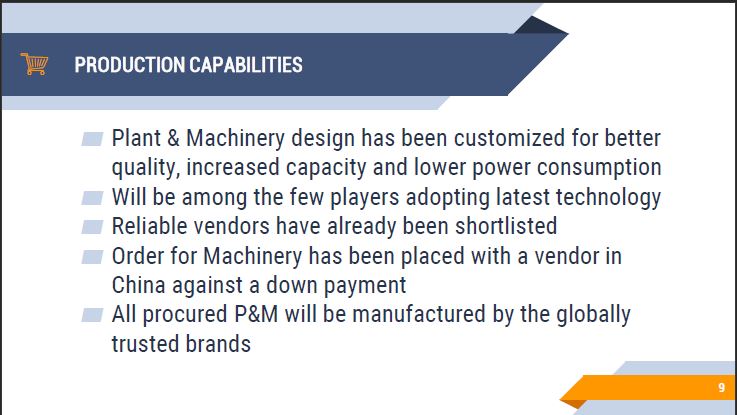 PRODUCTION CAPABILITIES
Plant & Machinery design has been customized for better
quality, increased capacity and lower power consumption
Will be among the few players adopting latest technology
Reliable vendors have already been shortlisted
Order for Machinery has been placed with a vendor in
China against a down payment
All procured P&M will be manufactured by the globally
trusted brands
9